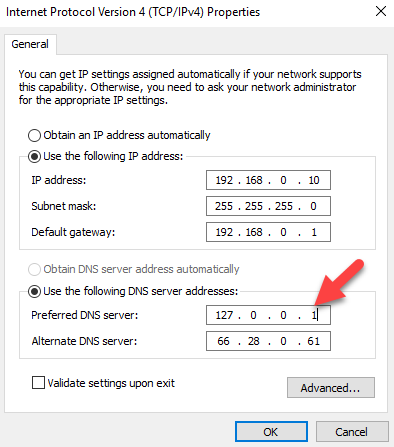 Internet Protocol Version 4 (TCP/IPv4) Properties
General
You can get IP settings assigned automatically if your network supports
this capability. Otherwise, you need to ask your network administrator
for the appropriate IP settings.
Obtain an IP address automatically
Use the following IP address:
IP address: 192 . 168 . 0 . 10
Subnet mask: 255 . 255 . 255 . 0
Default gateway: 192 . 168 . 0 . 1
Obtain DNS server address automatically
Use the following DNS server addresses:
Preferred DNS server: 127 . 0 . 0 . 1
Alternate DNS server: 66 . 28 . 0 . 61
Validate settings upon exit
Advanced...
OK Cancel